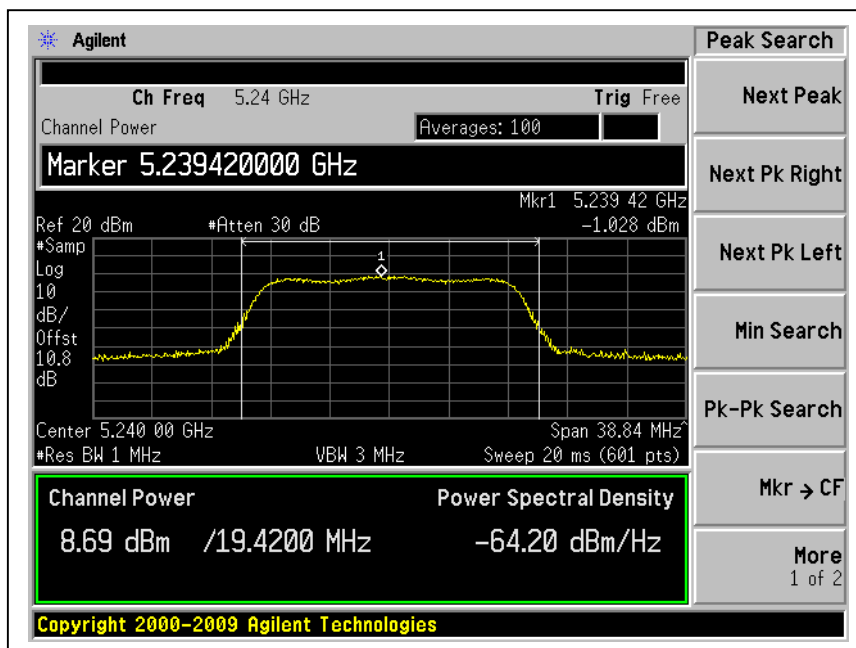 Agilent
Peak Search
Ch Freq 5.24 GHz Trig Free
Channel Power Averages: 100
Marker 5.239420000 GHz
Mkr1 5.239 42 GHz
Ref 20 dBm #Atten 30 dB -1.028 dBm
#Samp
Log
10
dB/
Offst
10.8
dB
1
Center 5.240 00 GHz Span 38.84 MHz^
#Res BW 1 MHz VBW 3 MHz Sweep 20 ms (601 pts)
Channel Power Power Spectral Density
8.69 dBm /19.4200 MHz -64.20 dBm/Hz
Next Peak
Next Pk Right
Next Pk Left
Min Search
Pk-Pk Search
Mkr → CF
More
1 of 2
Copyright 2000-2009 Agilent Technologies